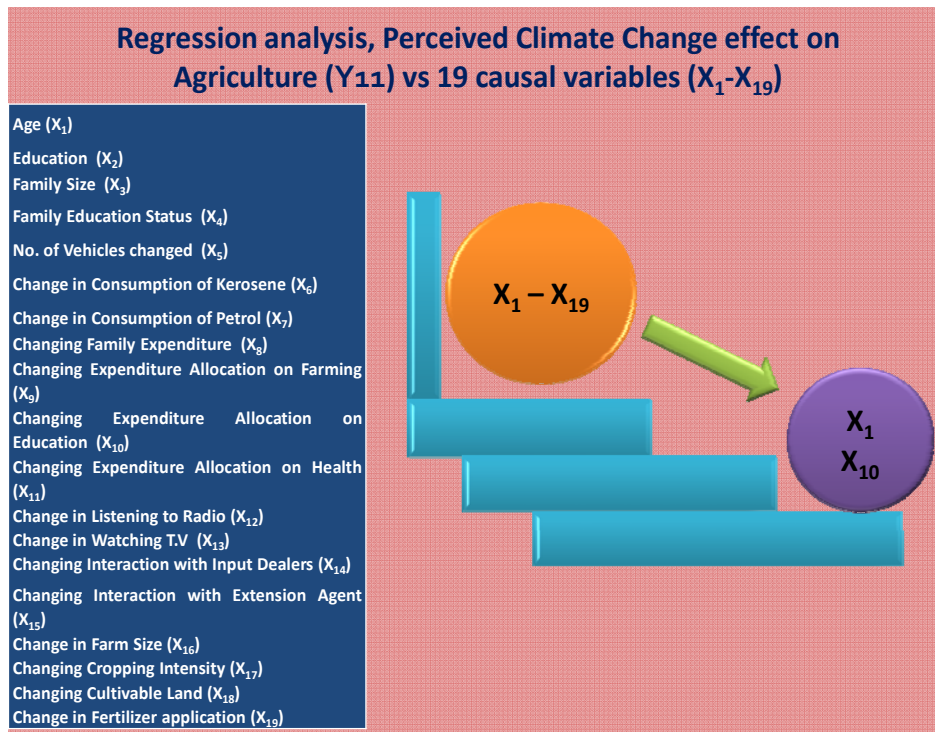 Regression analysis, Perceived Climate Change effect on
Agriculture (Y11) vs 19 causal variables (X₁-X₁₉)
Age (X₁)
Education (X₂)
Family Size (X₃)
Family Education Status (X₄)
No. of Vehicles changed (X₅)
Change in Consumption of Kerosene (X₆)
Change in Consumption of Petrol (X₇)
Changing Family Expenditure (X₈)
Changing Expenditure Allocation on Farming
(X₉)
Changing Expenditure Allocation on
Education (X₁₀)
Changing Expenditure Allocation on Health
(X₁₁)
Change in Listening to Radio (X₁₂)
Change in Watching T.V (X₁₃)
Changing Interaction with Input Dealers (X₁₄)
Changing Interaction with Extension Agent
(X₁₅)
Change in Farm Size (X₁₆)
Changing Cropping Intensity (X₁₇)
Changing Cultivable Land (X₁₈)
Change in Fertilizer application (X₁₉)
X₁ – X₁₉
X₁
X₁₀